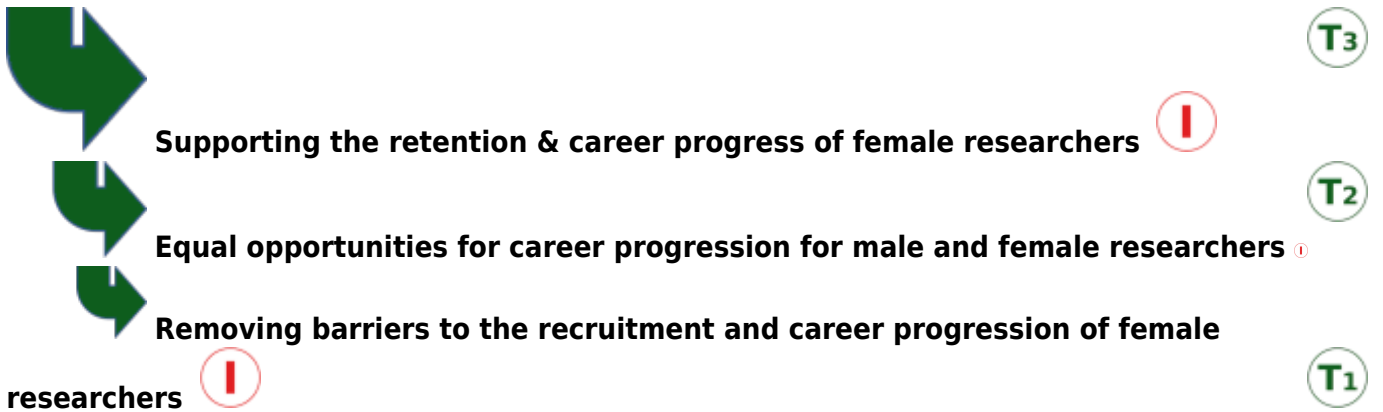 T3
Supporting the retention & career progress of female researchers I
T2
Equal opportunities for career progression for male and female researchers I
Removing barriers to the recruitment and career progression of female
researchers I T1